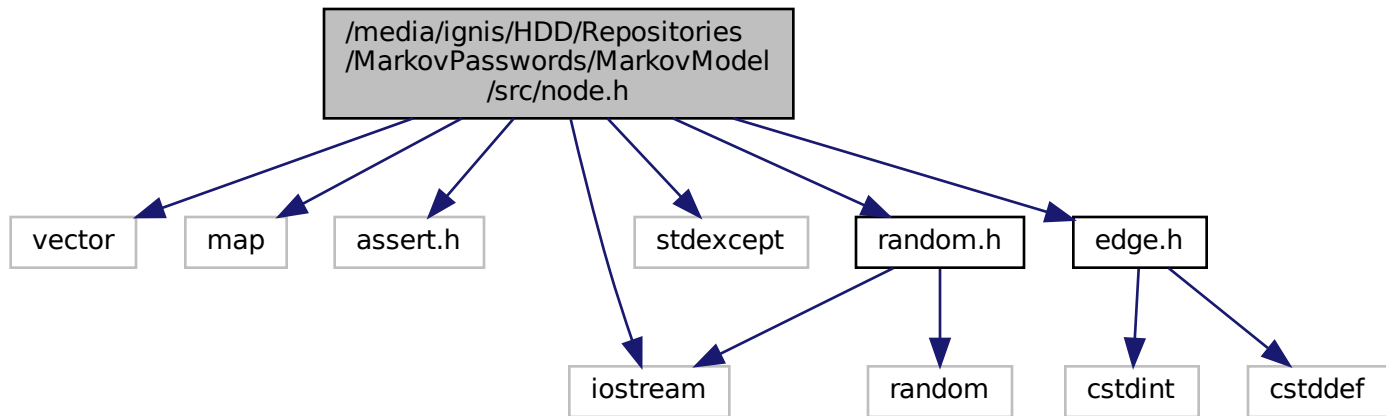 /media/ignis/HDD/Repositories
/MarkovPasswords/MarkovModel
/src/node.h
vector
map
assert.h
stdexcept
random.h
edge.h
iostream
random
cstdint
cstddef